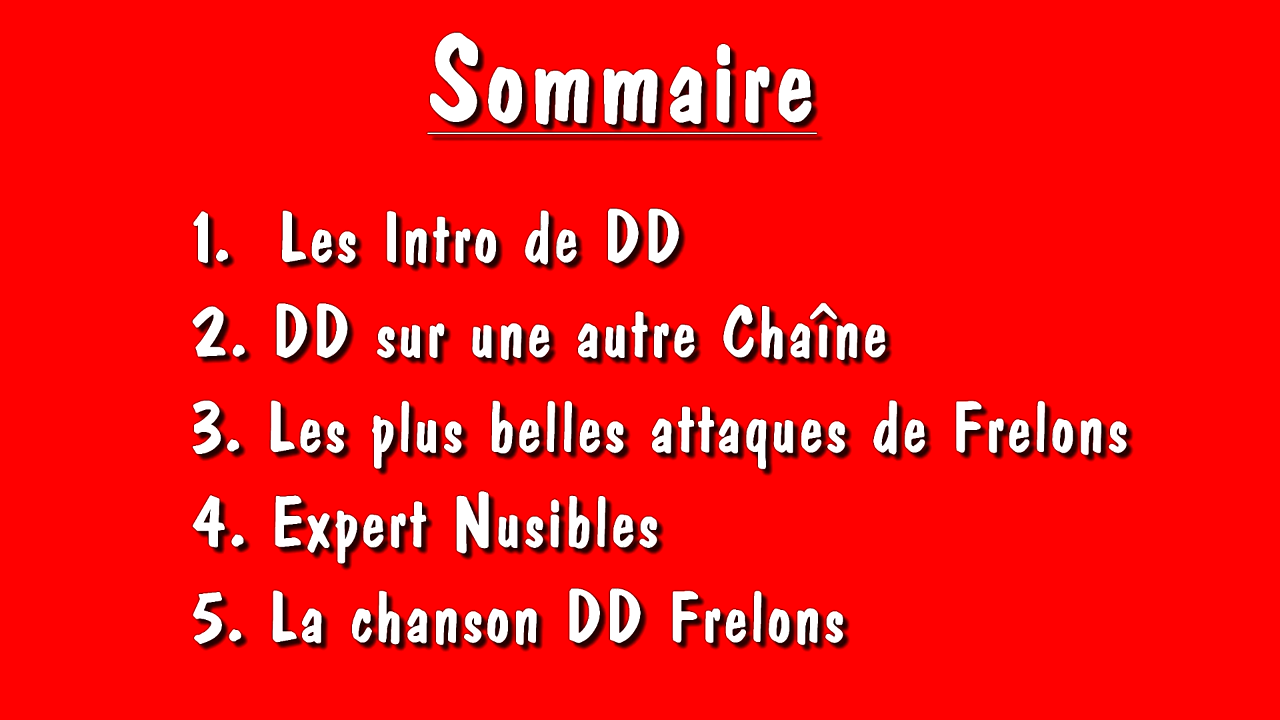 Sommaire
1. Les Intro de DD
2. DD sur une autre Chaîne
3. Les plus belles attaques de Frelons
4. Expert Nusibles
5. La chanson DD Frelons